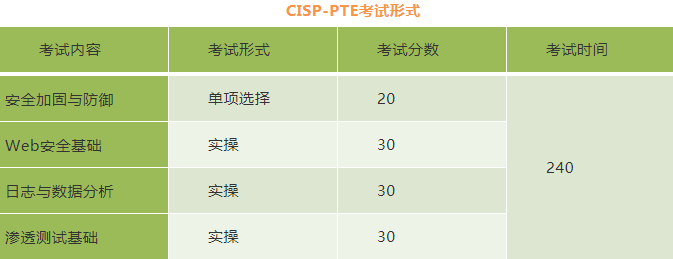 CISP-PTE考试形式
考试内容 考试形式 考试分数 考试时间
安全加固与防御 单项选择 20
Web安全基础 实操 30
240
日志与数据分析 实操 30
渗透测试基础 实操 30